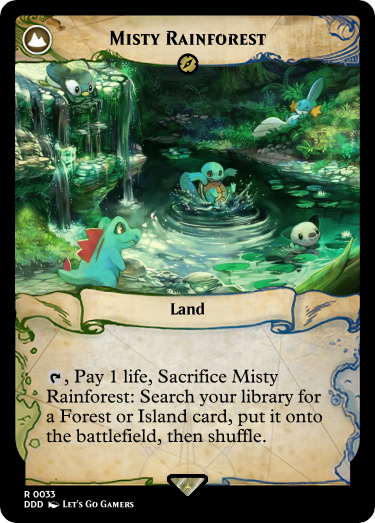 Misty Rainforest
Land
, Pay 1 life, Sacrifice Misty
Rainforest: Search your library for
a Forest or Island card, put it onto
the battlefield, then shuffle.
R 0033
DDD Let's Go Gamers